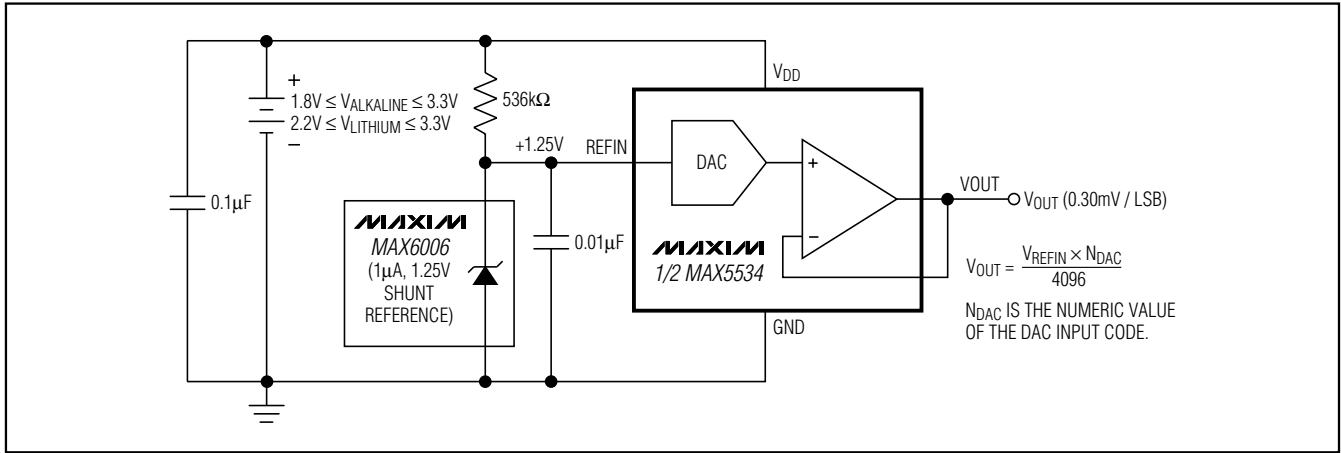 +
1.8V ≤ VALKALINE ≤ 3.3V
2.2V ≤ VLITHIUM ≤ 3.3V
−
0.1µF
536kΩ
+1.25V
REFIN
MAXIM
MAX6006
(1µA, 1.25V
SHUNT
REFERENCE)
0.01µF
VDD
DAC
+
−
MAXIM
1/2 MAX5534
GND
VOUT
VOUT (0.30mV / LSB)
VOUT = VREFIN × NDAC
4096
NDAC IS THE NUMERIC VALUE
OF THE DAC INPUT CODE.